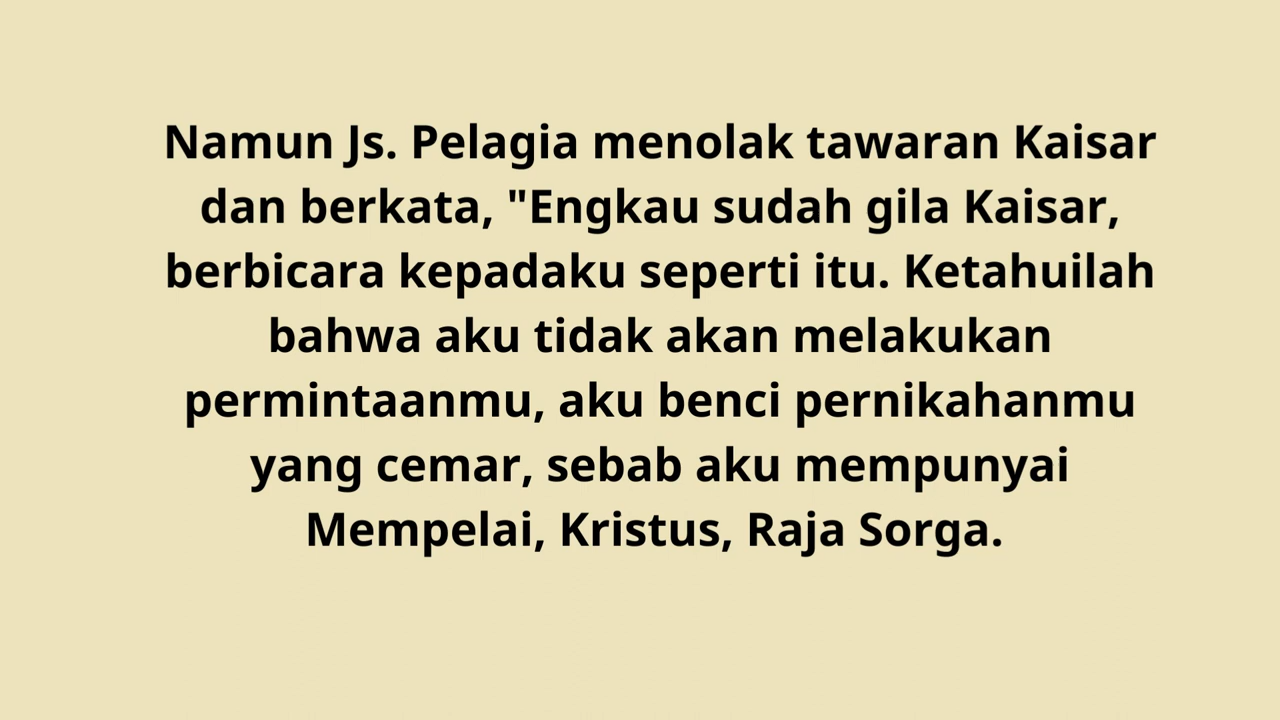 Namun Js. Pelagia menolak tawaran Kaisar
dan berkata, "Engkau sudah gila Kaisar,
berbicara kepadaku seperti itu. Ketahuilah
bahwa aku tidak akan melakukan
permintaanmu, aku benci pernikahanmu
yang cemar, sebab aku mempunyai
Mempelai, Kristus, Raja Sorga.